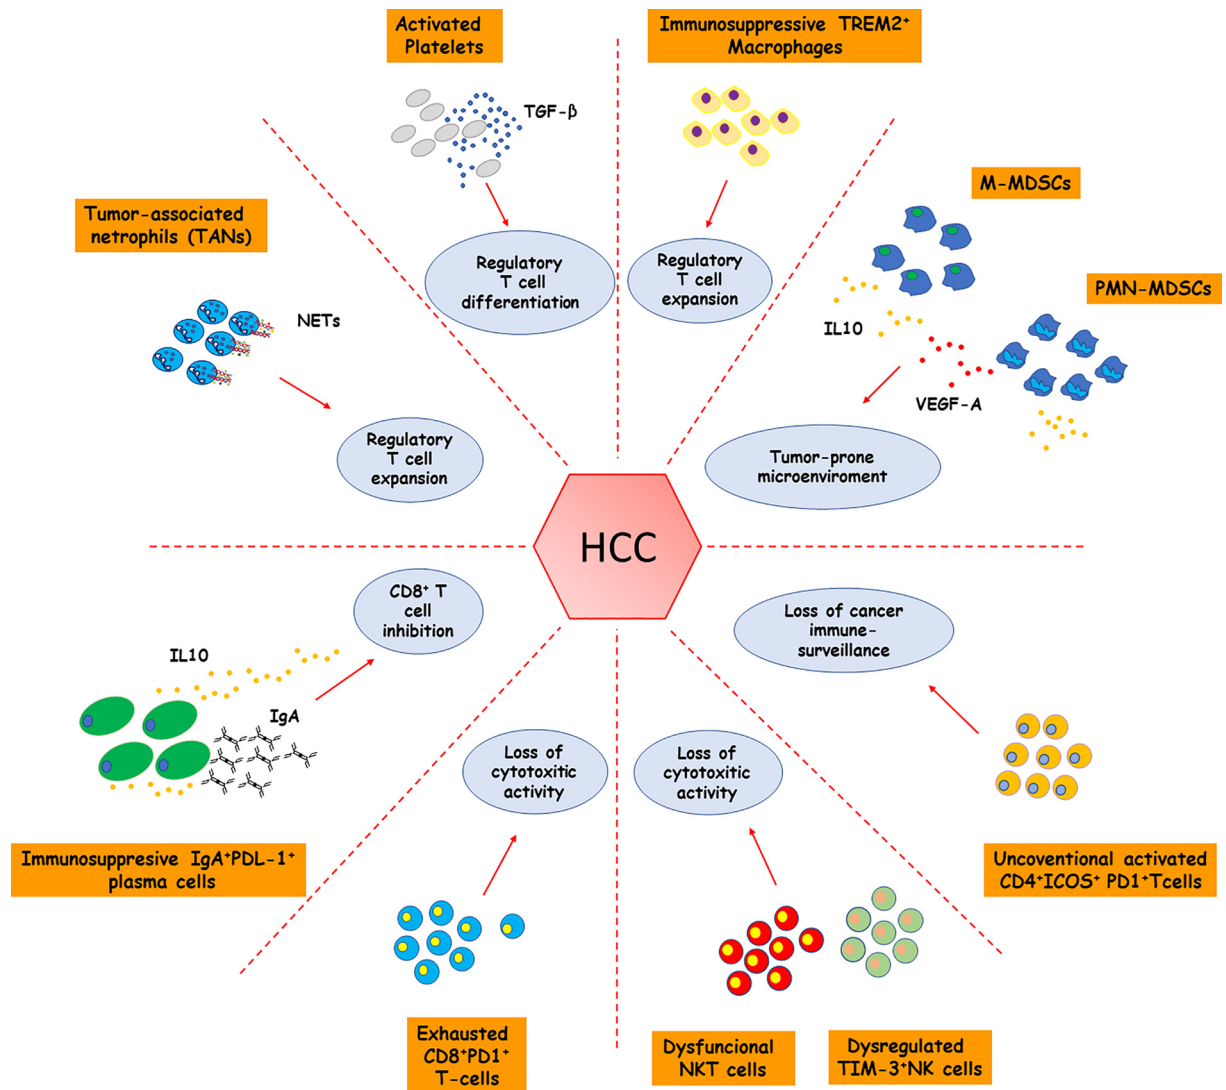 Activated
Platelets
TGF-β
Immunosuppressive TREM2⁺
Macrophages
M-MDSCs
PMN-MDSCs
IL10
VEGF-A
Tumor-associated
netrophils (TANs)
NETs
Regulatory
T cell
differentiation
Regulatory
T cell
expansion
Regulatory
T cell
expansion
Tumor-prone
microenviroment
HCC
CD8⁺ T
cell
inhibition
Loss of cancer
immune-
surveillance
IL10
IgA
Loss of
cytotoxitic
activity
Loss of
cytotoxitic
activity
Immunosuppresive IgA⁺PDL-1⁺
plasma cells
Uncoventional activated
CD4⁺ICOS⁺ PD1⁺Tcells
Exhausted
CD8⁺PD1⁺
T-cells
Dysfuncional
NKT cells
Dysregulated
TIM-3⁺NK cells